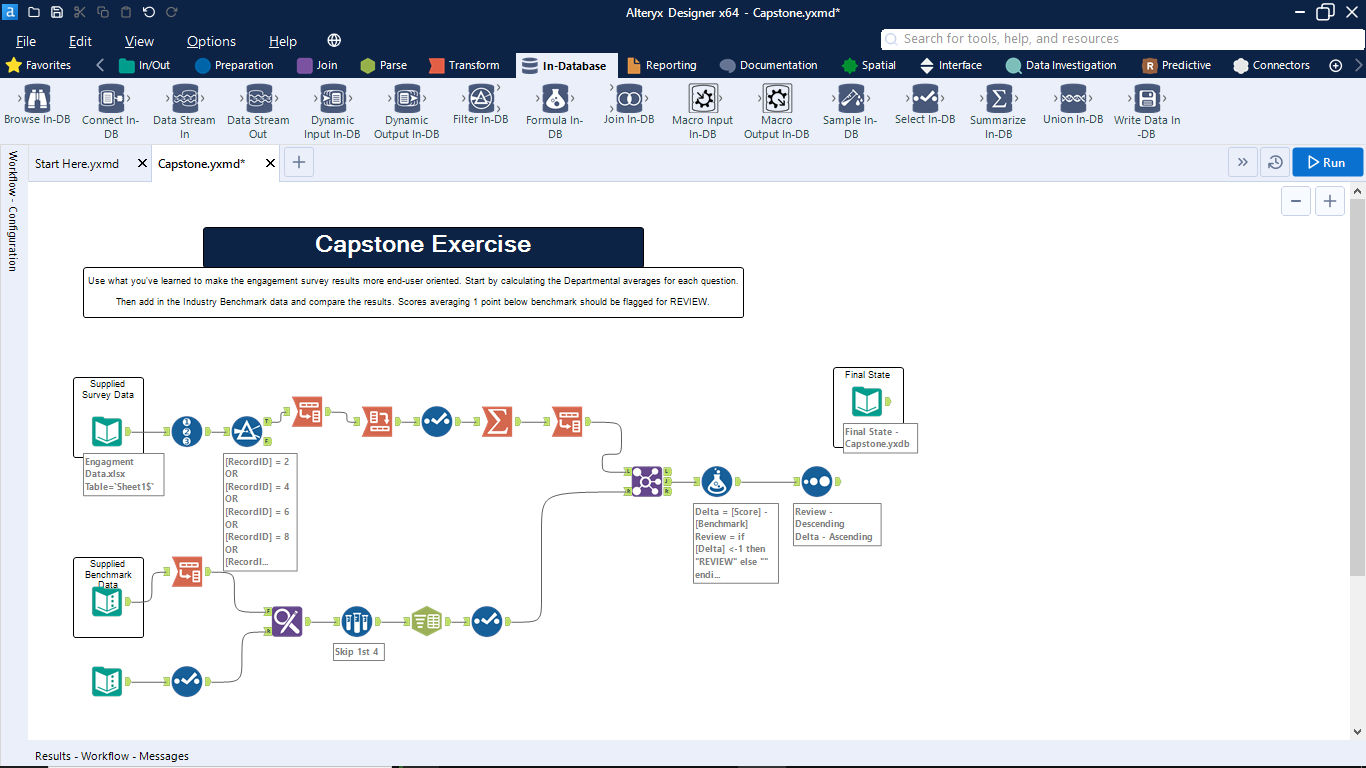 a
Alteryx Designer x64 - Capstone.yxmd*
File Edit View Options Help
Search for tools, help, and resources
Favorites In/Out Preparation Join Parse Transform In-Database Reporting Documentation Spatial Interface Data Investigation Predictive Connectors
Browse In-DB
Connect In-
DB
Data Stream
In
Data Stream
Out
Dynamic
Input In-DB
Dynamic
Output In-DB
Filter In-DB
Formula In-
DB
Join In-DB
Macro Input
In-DB
Macro
Output In-DB
Sample In-
DB
Select In-DB
Summarize
In-DB
Union In-DB
Write Data In
-DB
Workflow - Configuration
Start Here.yxmd
Capstone.yxmd*
Run
Capstone Exercise
Use what you've learned to make the engagement survey results more end-user oriented. Start by calculating the Departmental averages for each question.
Then add in the Industry Benchmark data and compare the results. Scores averaging 1 point below benchmark should be flagged for REVIEW.
Supplied
Survey Data
Engagment
Data.xlsx
Table=`Sheet1$`
1
2
3
T
F
[RecordID] = 2
OR
[RecordID] = 4
OR
[RecordID] = 6
OR
[RecordID] = 8
OR
[RecordI...
Final State
Final State -
Capstone.yxdb
L
R
L
J
R
Delta = [Score] -
[Benchmark]
Review = if
[Delta] <-1 then
"REVIEW" else ""
endi...
Review -
Descending
Delta - Ascending
Supplied
Benchmark
Data
F
R
Skip 1st 4
Results - Workflow - Messages